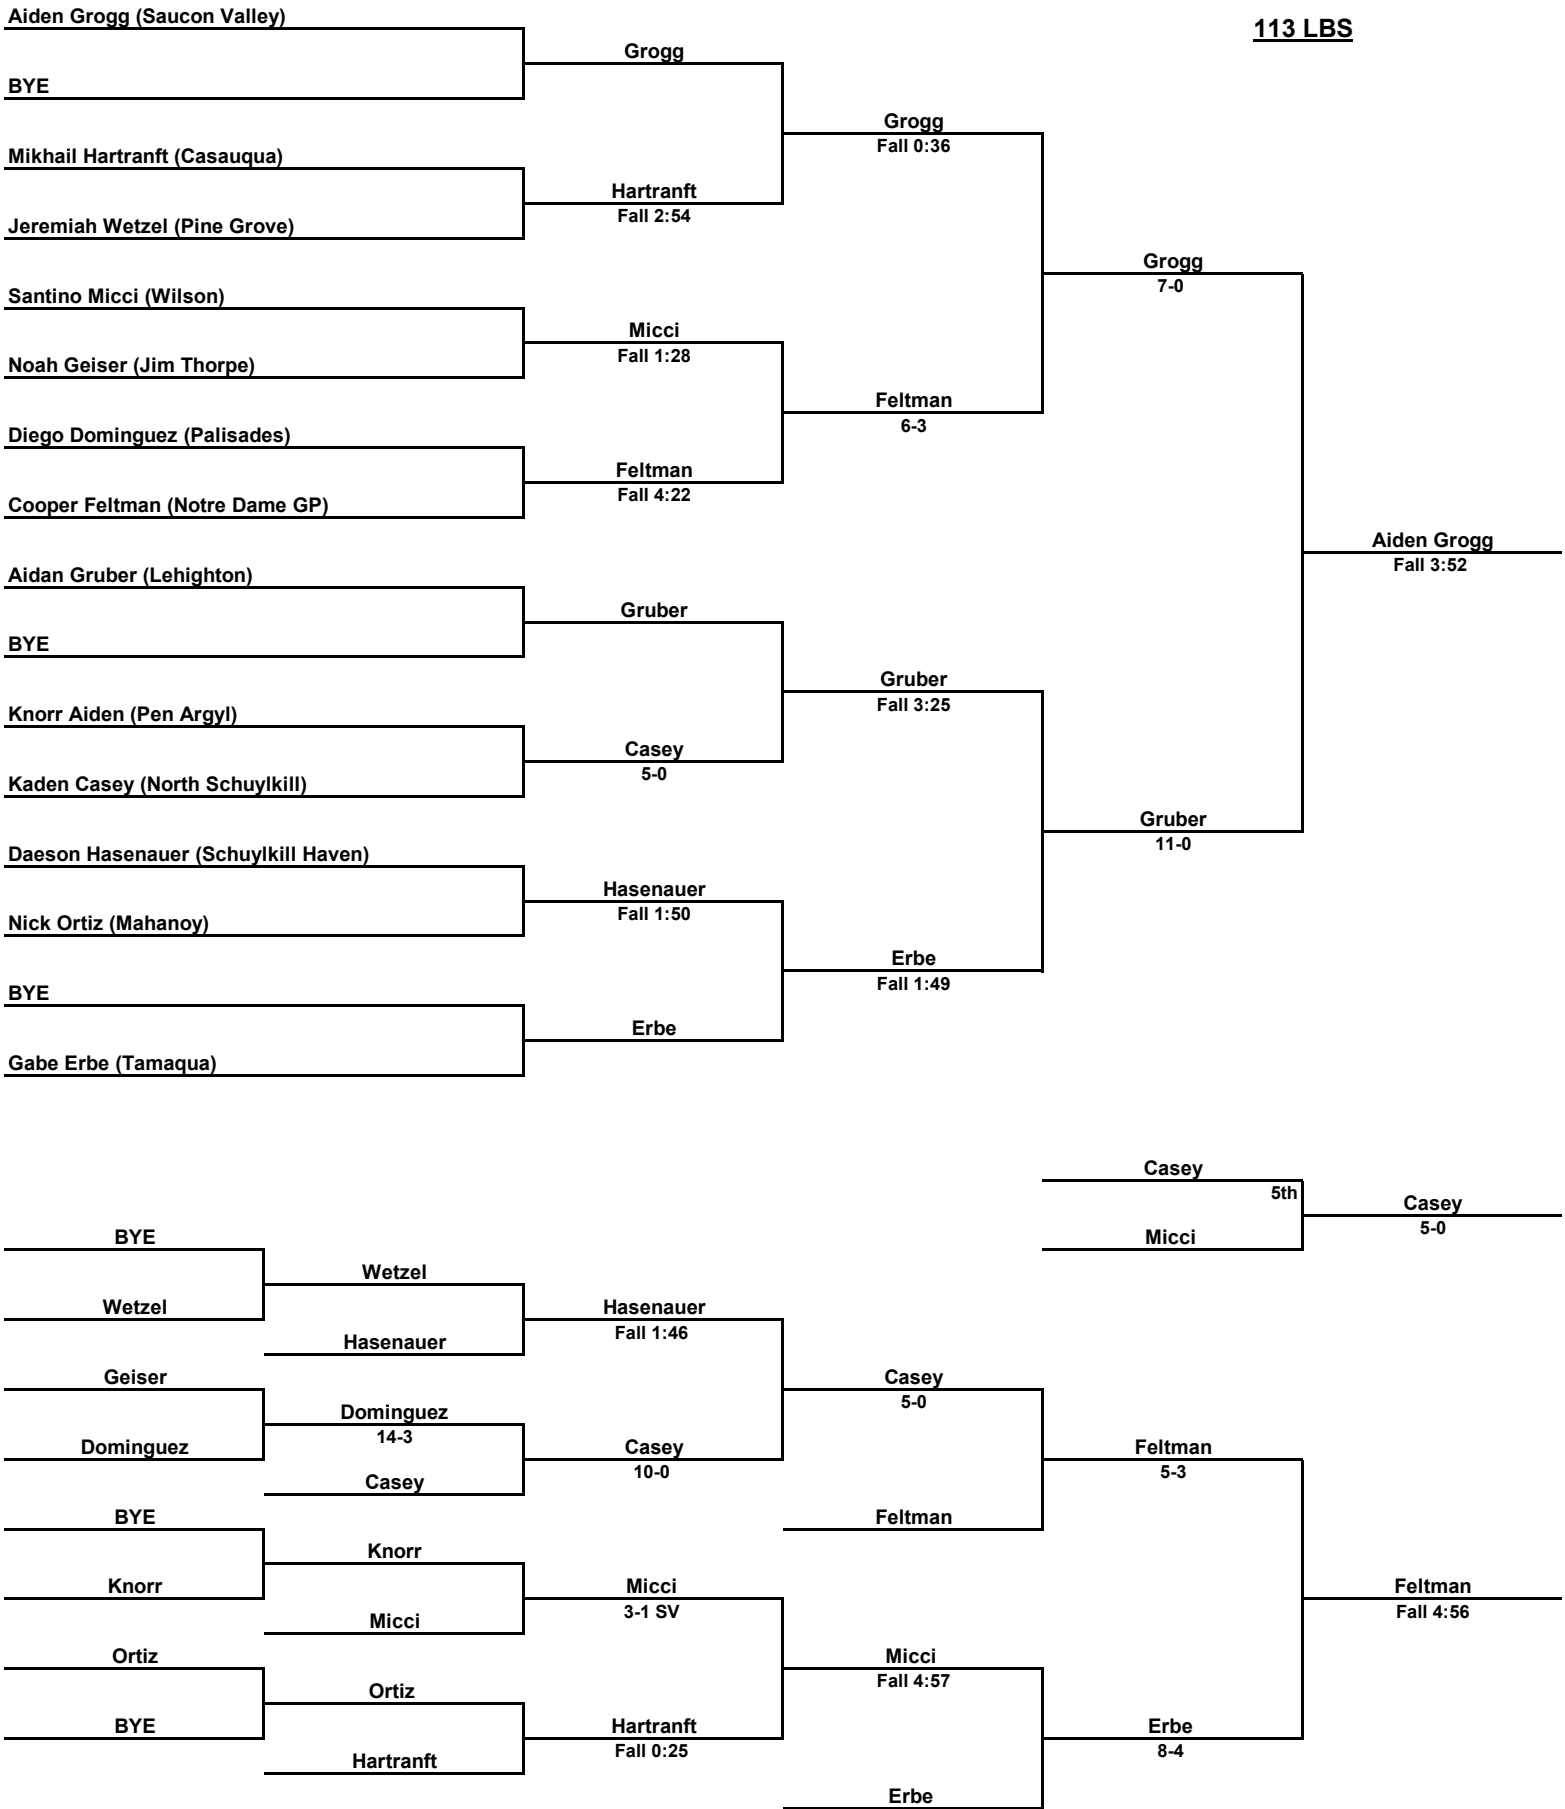 Aiden Grogg (Saucon Valley)
113 LBS
Grogg
BYE
Grogg
Fall 0:36
Mikhail Hartranft (Casauqua)
Hartranft
Fall 2:54
Jeremiah Wetzel (Pine Grove)
Grogg
7-0
Santino Micci (Wilson)
Micci
Fall 1:28
Noah Geiser (Jim Thorpe)
Feltman
6-3
Diego Dominguez (Palisades)
Feltman
Fall 4:22
Cooper Feltman (Notre Dame GP)
Aiden Grogg
Fall 3:52
Aidan Gruber (Lehighton)
Gruber
BYE
Gruber
Fall 3:25
Knorr Aiden (Pen Argyl)
Casey
5-0
Kaden Casey (North Schuylkill)
Gruber
11-0
Daeson Hasenauer (Schuylkill Haven)
Hasenauer
Fall 1:50
Nick Ortiz (Mahanoy)
Erbe
Fall 1:49
BYE
Erbe
Gabe Erbe (Tamaqua)
Casey
5th
Casey
5-0
Micci
BYE
Wetzel
Wetzel
Hasenauer
Fall 1:46
Hasenauer
Geiser
Casey
5-0
Dominguez
14-3
Dominguez
Casey
10-0
Feltman
5-3
Casey
BYE
Feltman
Knorr
Knorr
Micci
3-1 SV
Feltman
Fall 4:56
Micci
Ortiz
Micci
Fall 4:57
Ortiz
BYE
Hartranft
Fall 0:25
Erbe
8-4
Hartranft
Erbe